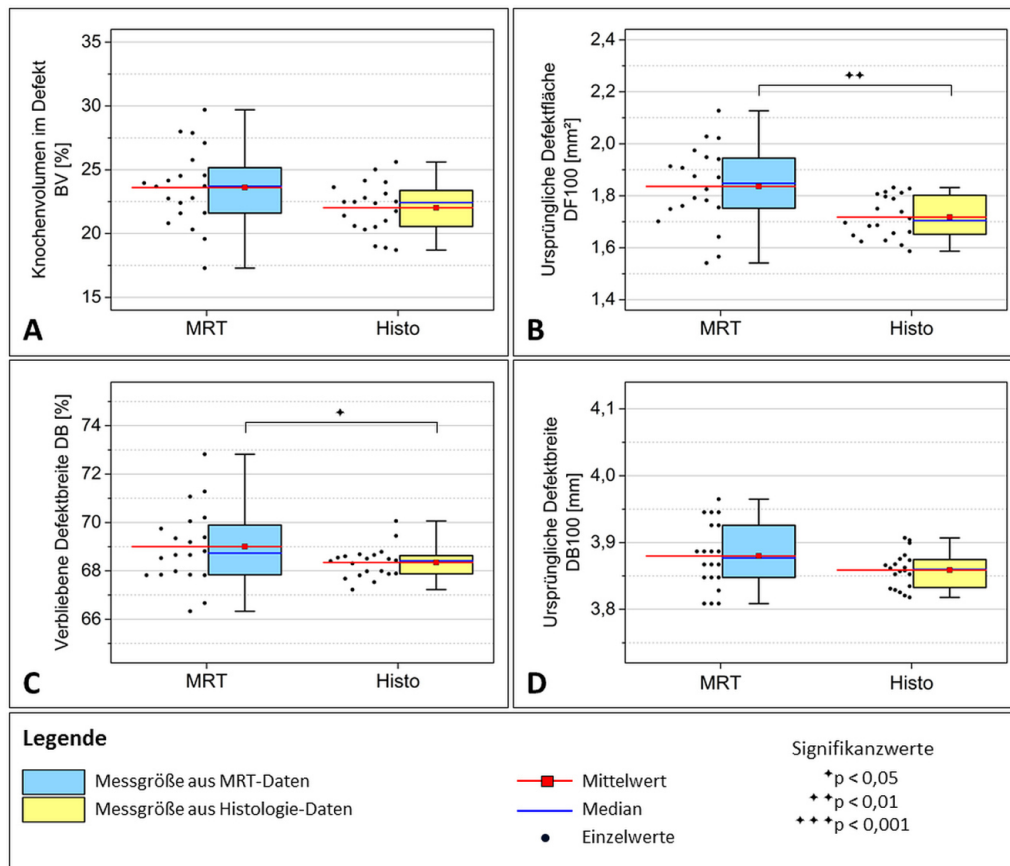 Knochenvolumen im Defekt
BV [%]
35
30
25
20
15
A
MRT
Histo
Ursprüngliche Defektfläche
DF100 [mm²]
2,4
2,2
2,0
1,8
1,6
1,4
✦✦
B
MRT
Histo
Verbliebene Defektbreite DB [%]
74
72
70
68
66
✦
C
MRT
Histo
Ursprüngliche Defektbreite
DB100 [mm]
4,1
4,0
3,9
3,8
D
MRT
Histo
Legende
Messgröße aus MRT-Daten
Messgröße aus Histologie-Daten
Mittelwert
Median
Einzelwerte
Signifikanzwerte
✦p < 0,05
✦✦p < 0,01
✦✦✦p < 0,001